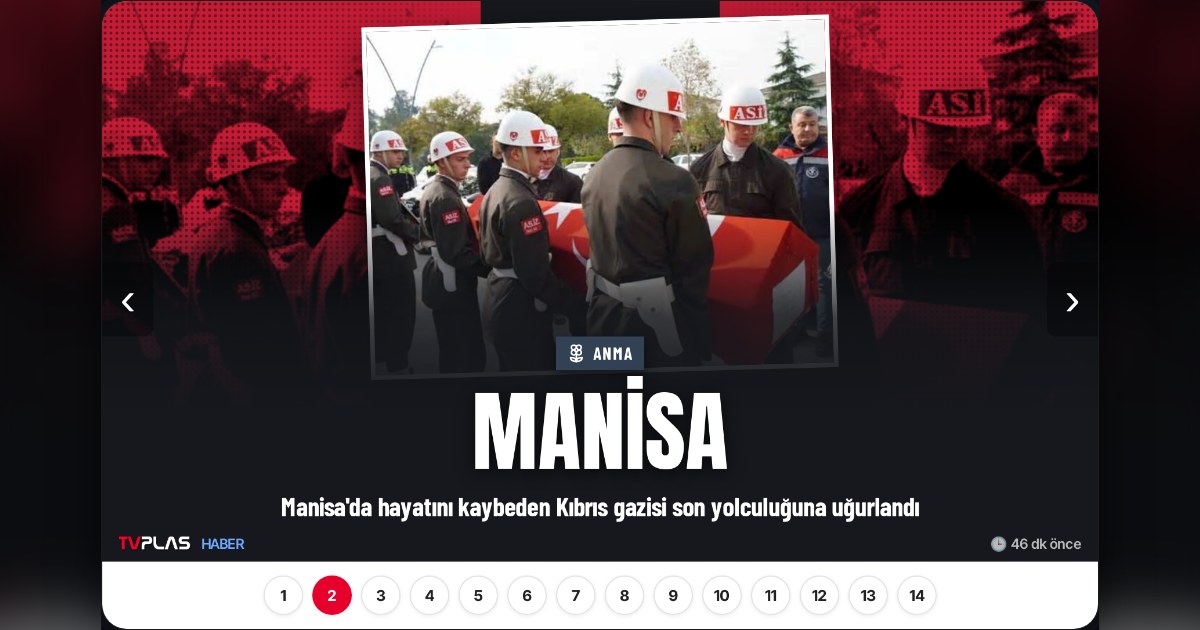 AS.İ
ASİ
ANMA
MANİSA
Manisa'da hayatını kaybeden Kıbrıs gazisi son yolculuğuna uğurlandı
TVPLAS HABER
46 dk önce
1 2 3 4 5 6 7 8 9 10 11 12 13 14